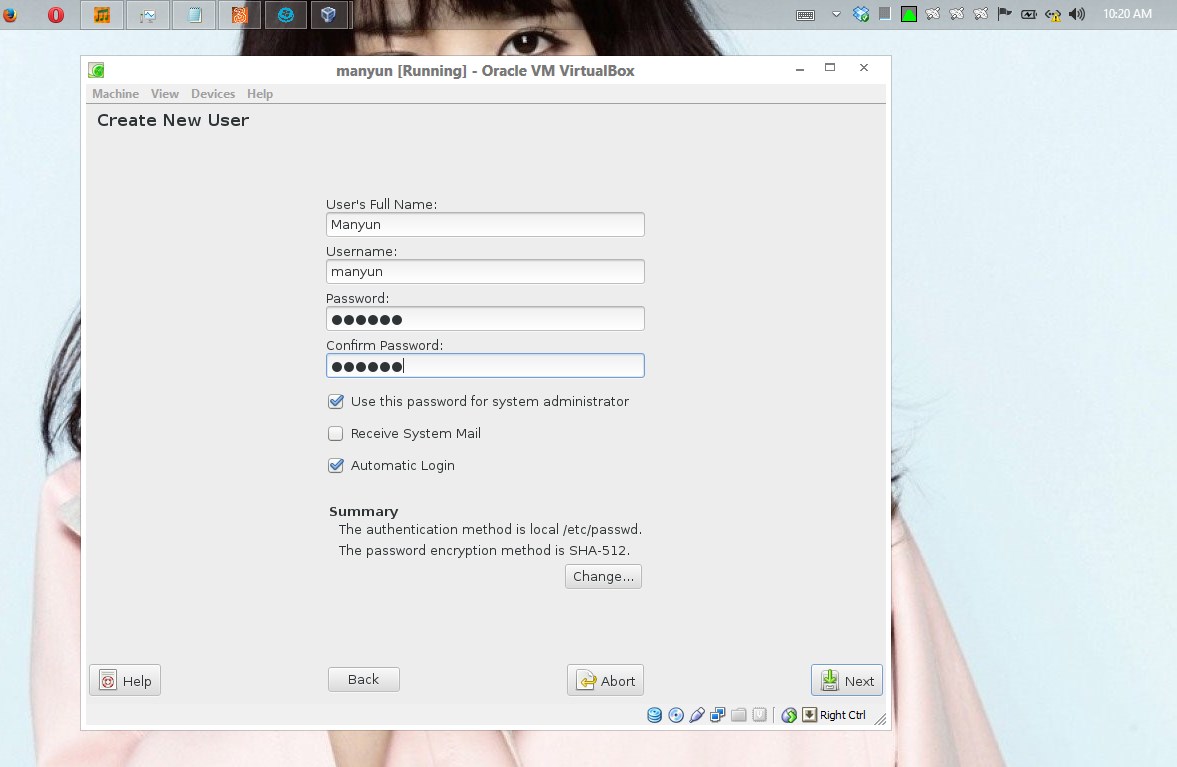 10:20 AM
manyun [Running] - Oracle VM VirtualBox
Machine View Devices Help
Create New User
User's Full Name:
Manyun
Username:
manyun
Password:
●●●●●●
Confirm Password:
●●●●●●
Use this password for system administrator
Receive System Mail
Automatic Login
Summary
The authentication method is local /etc/passwd.
The password encryption method is SHA-512.
Change...
Help Back Abort Next
Right Ctrl